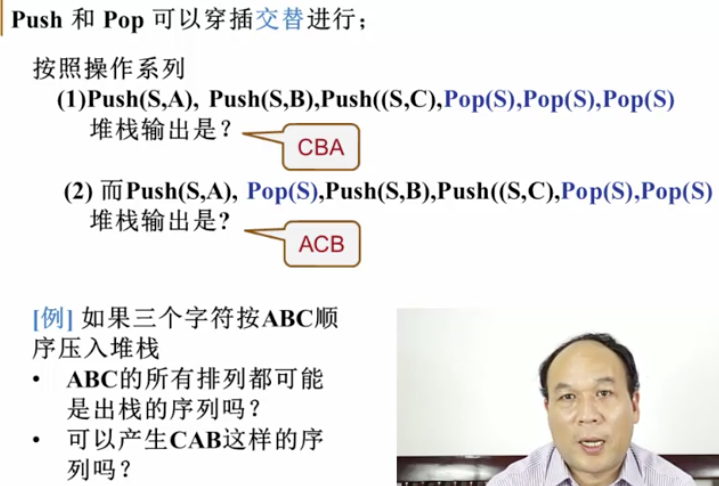 Push 和 Pop 可以穿插交替进行；
按照操作系列
(1)Push(S,A), Push(S,B),Push((S,C),Pop(S),Pop(S),Pop(S)
堆栈输出是？
CBA
(2) 而Push(S,A), Pop(S),Push(S,B),Push((S,C),Pop(S),Pop(S)
堆栈输出是?
ACB
[例] 如果三个字符按ABC顺
序压入堆栈
• ABC的所有排列都可能
是出栈的序列吗？
• 可以产生CAB这样的序
列吗？